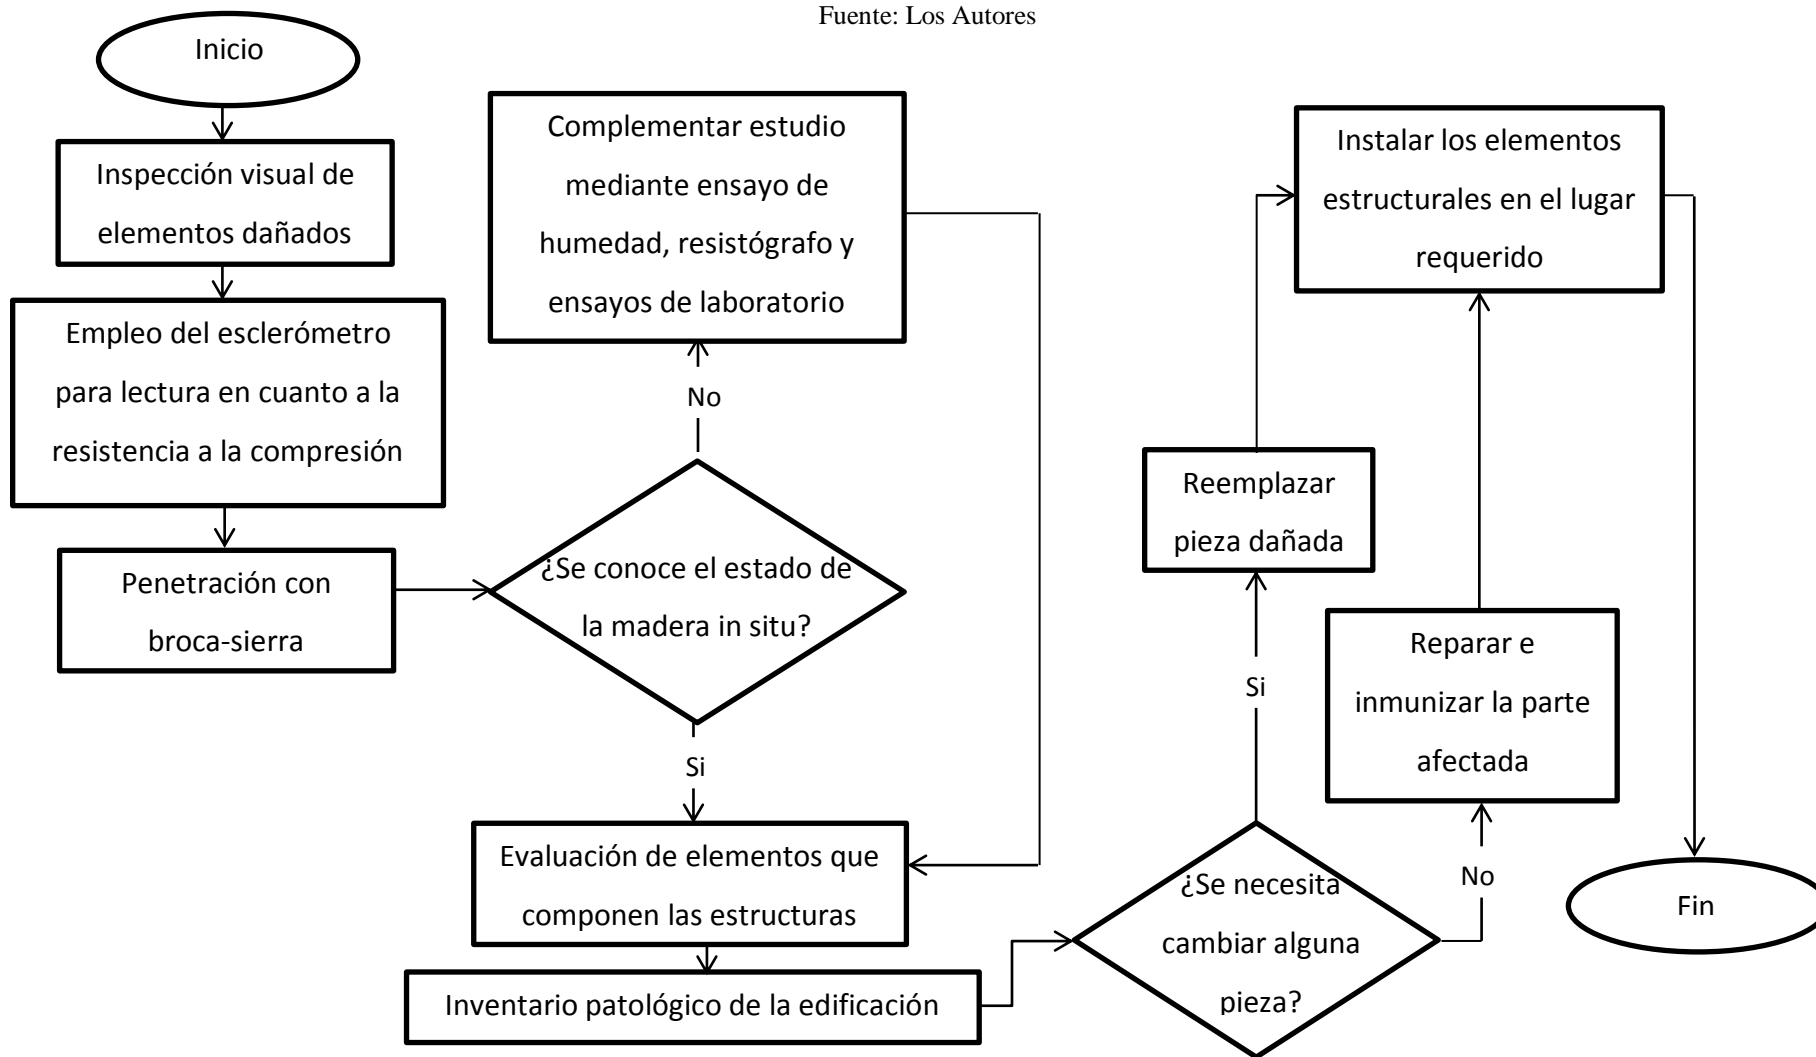 Fuente: Los Autores
Inicio
Inspección visual de
elementos dañados
Empleo del esclerómetro
para lectura en cuanto a la
resistencia a la compresión
Penetración con
broca-sierra
¿Se conoce el estado de
la madera in situ?
No
Complementar estudio
mediante ensayo de
humedad, resistógrafo y
ensayos de laboratorio
Si
Evaluación de elementos que
componen las estructuras
Inventario patológico de la edificación
¿Se necesita
cambiar alguna
pieza?
Si
Reemplazar
pieza dañada
No
Reparar e
inmunizar la parte
afectada
Instalar los elementos
estructurales en el lugar
requerido
Fin